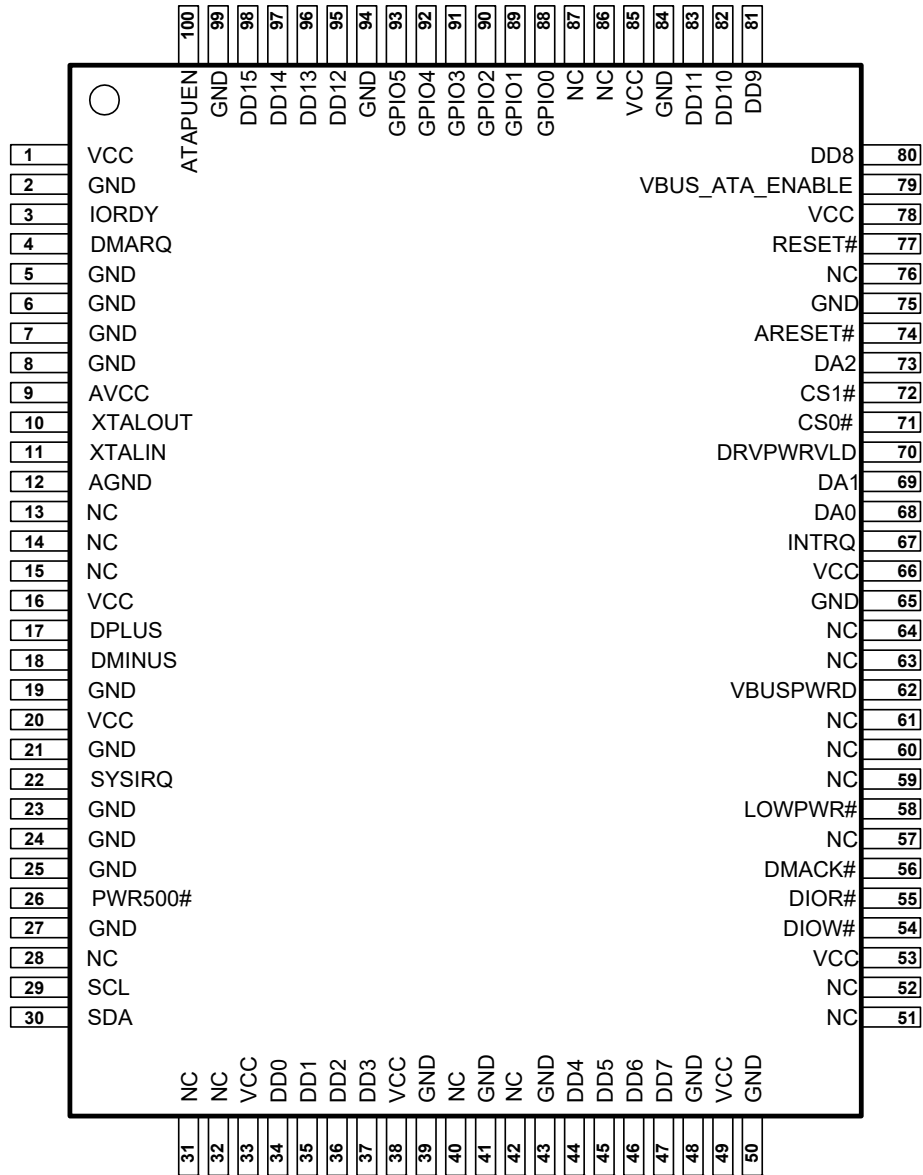 100 99 98 97 96 95 94 93 92 91 90 89 88 87 86 85 84 83 82 81
ATAPUEN GND DD15 DD14 DD13 DD12 GND GPIO5 GPIO4 GPIO3 GPIO2 GPIO1 GPIO0 NC NC VCC GND DD11 DD10 DD9
1 VCC DD8 80
2 GND VBUS_ATA_ENABLE 79
3 IORDY VCC 78
4 DMARQ RESET# 77
5 GND NC 76
6 GND GND 75
7 GND ARESET# 74
8 GND DA2 73
9 AVCC CS1# 72
10 XTALOUT CS0# 71
11 XTALIN DRVPWRVLD 70
12 AGND DA1 69
13 NC DA0 68
14 NC INTRQ 67
15 NC VCC 66
16 VCC GND 65
17 DPLUS NC 64
18 DMINUS NC 63
19 GND VBUSPWRD 62
20 VCC NC 61
21 GND NC 60
22 SYSIRQ NC 59
23 GND LOWPWR# 58
24 GND NC 57
25 GND DMACK# 56
26 PWR500# DIOR# 55
27 GND DIOW# 54
28 NC VCC 53
29 SCL NC 52
30 SDA NC 51
NC NC VCC DD0 DD1 DD2 DD3 VCC GND NC GND NC GND DD4 DD5 DD6 DD7 GND VCC GND
31 32 33 34 35 36 37 38 39 40 41 42 43 44 45 46 47 48 49 50